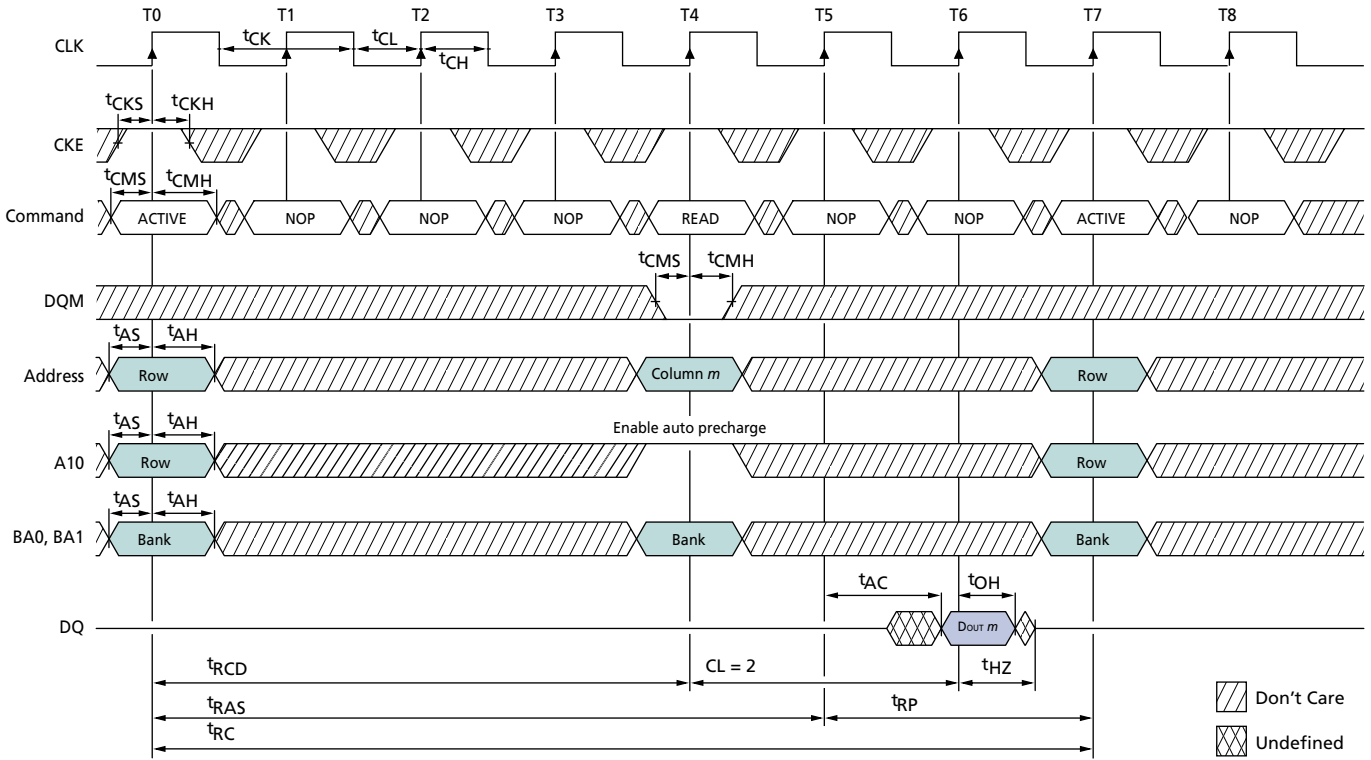 T0 T1 T2 T3 T4 T5 T6 T7 T8
CLK
tCK tCL
tCH
tCKS tCKH
CKE
tCMS tCMH
Command ACTIVE NOP NOP NOP READ NOP NOP ACTIVE NOP
tCMS tCMH
DQM
tAS tAH
Address Row Column m Row
tAS tAH Enable auto precharge
A10 Row Row
tAS tAH
BA0, BA1 Bank Bank Bank
tAC tOH
DQ DOUT m
tRCD CL = 2 tHZ
tRAS tRP
Don't Care
tRC
Undefined